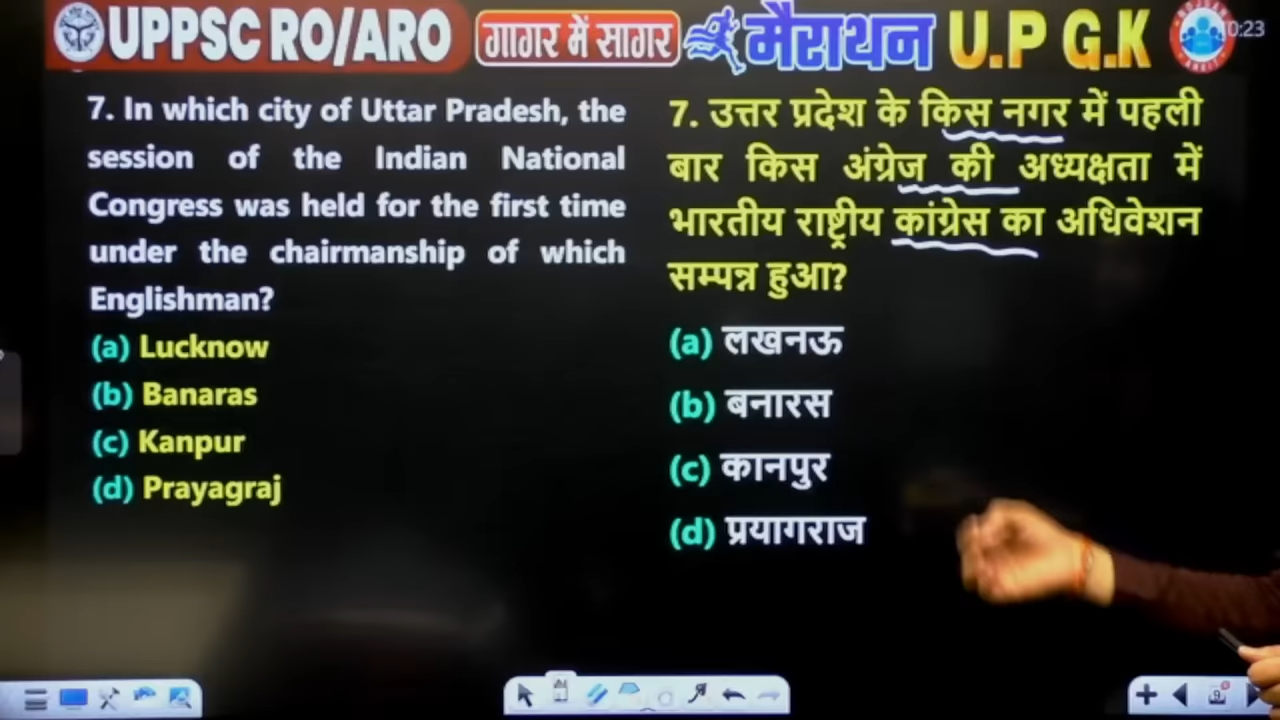 UPPSC RO/ARO गागर में सागर मैराथन U.P G.K
0:23
7. In which city of Uttar Pradesh, the
session of the Indian National
Congress was held for the first time
under the chairmanship of which
Englishman?
(a) Lucknow
(b) Banaras
(c) Kanpur
(d) Prayagraj
7. उत्तर प्रदेश के किस नगर में पहली
बार किस अंग्रेज की अध्यक्षता में
भारतीय राष्ट्रीय कांग्रेस का अधिवेशन
सम्पन्न हुआ?
(a) लखनऊ
(b) बनारस
(c) कानपुर
(d) प्रयागराज